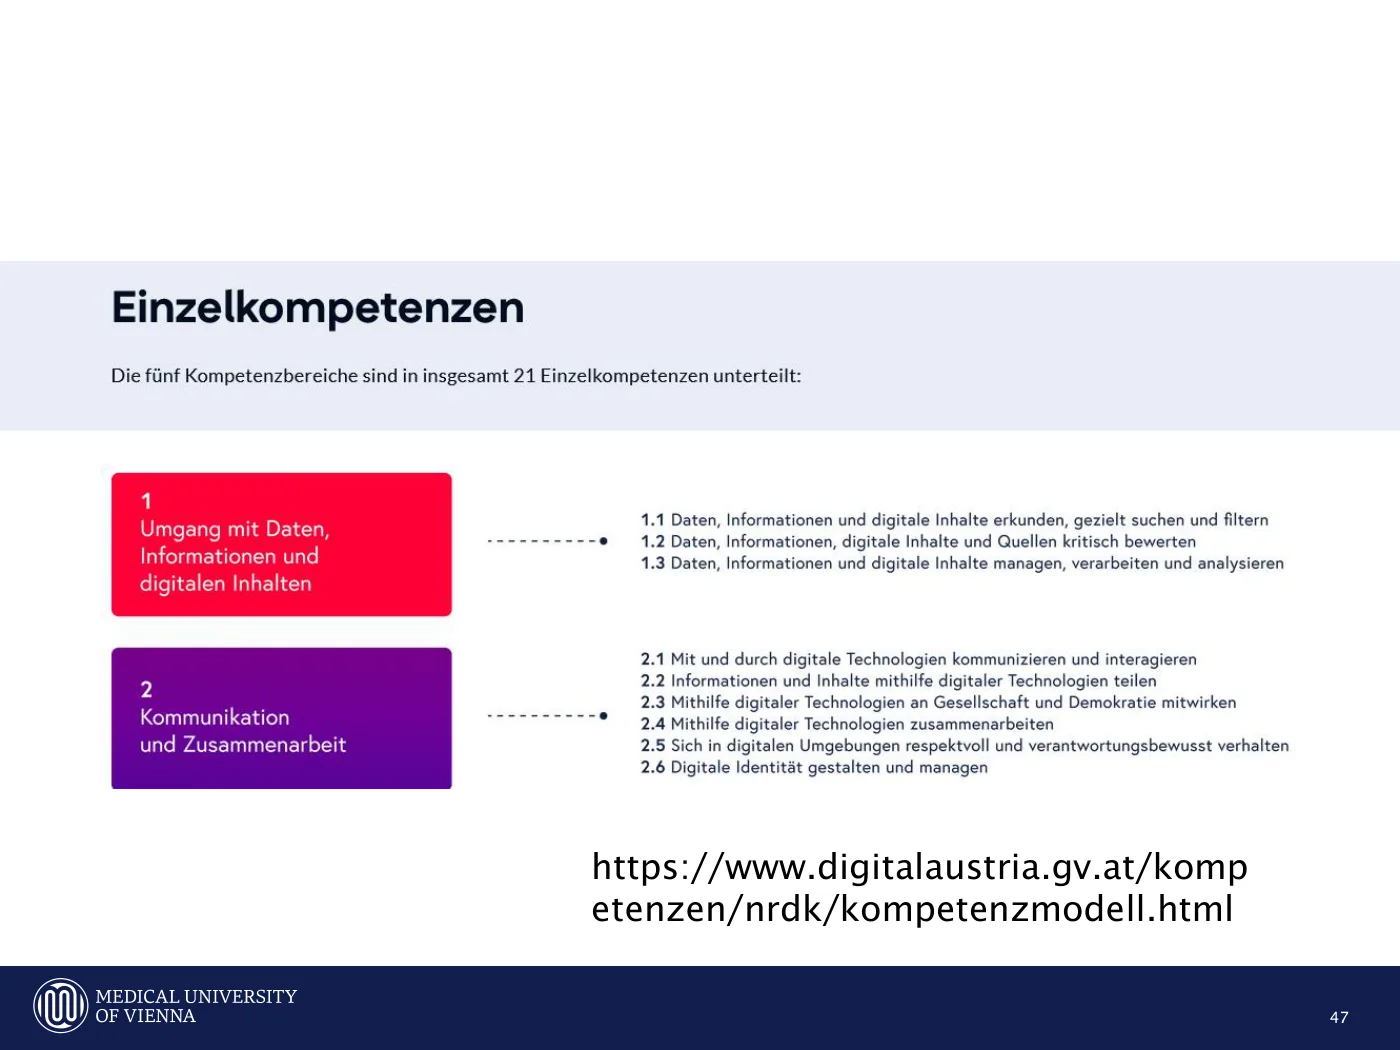 Einzelkompetenzen
Die fünf Kompetenzbereiche sind in insgesamt 21 Einzelkompetenzen unterteilt:
1
Umgang mit Daten,
Informationen und
digitalen Inhalten
1.1 Daten, Informationen und digitale Inhalte erkunden, gezielt suchen und filtern
1.2 Daten, Informationen, digitale Inhalte und Quellen kritisch bewerten
1.3 Daten, Informationen und digitale Inhalte managen, verarbeiten und analysieren
2
Kommunikation
und Zusammenarbeit
2.1 Mit und durch digitale Technologien kommunizieren und interagieren
2.2 Informationen und Inhalte mithilfe digitaler Technologien teilen
2.3 Mithilfe digitaler Technologien an Gesellschaft und Demokratie mitwirken
2.4 Mithilfe digitaler Technologien zusammenarbeiten
2.5 Sich in digitalen Umgebungen respektvoll und verantwortungsbewusst verhalten
2.6 Digitale Identität gestalten und managen
https://www.digitalaustria.gv.at/komp
etenzen/nrdk/kompetenzmodell.html
MEDICAL UNIVERSITY
OF VIENNA
47